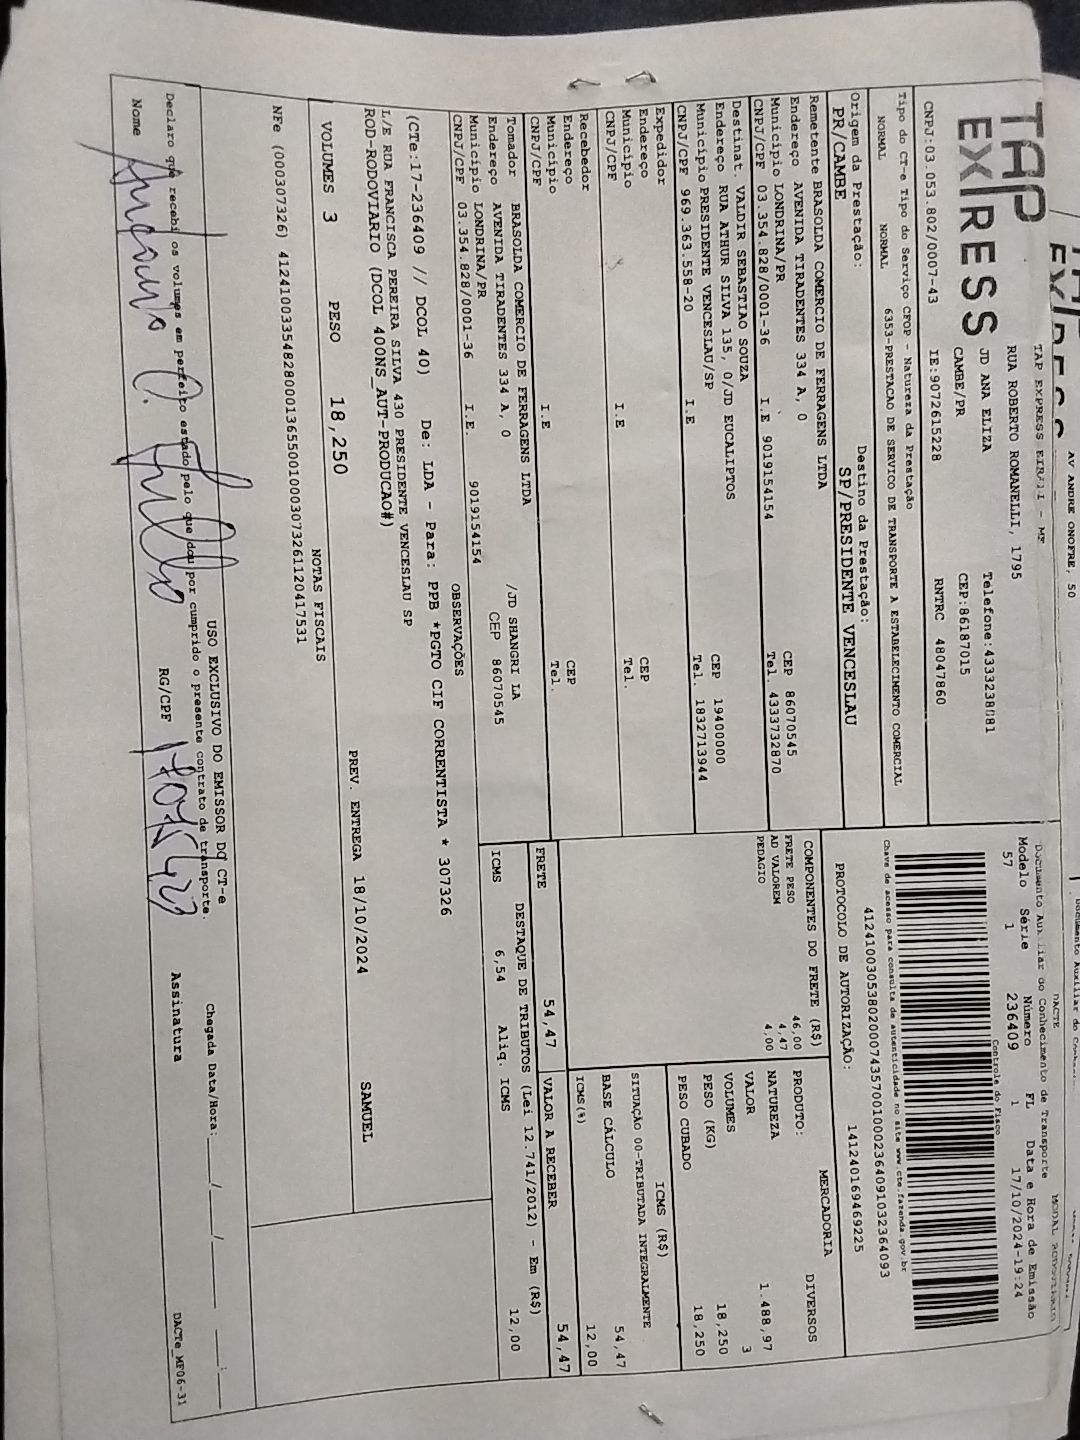 AV ANDRE ONOFRE, 50
TAP
EXPRESS
TAP EXPRESS EIRELI - ME
RUA ROBERTO ROMANELLI, 1795
JD ANA ELIZA
Telefone:4333238081
CAMBE/PR
CEP:86187015
CNPJ:03.053.802/0007-43 IE:9072615228 RNTRC 48047860
DACTE
MODAL RODOVIARIO
Documento Auxiliar do Conhecimento de Transporte
Modelo Série Número FL Data e Hora de Emissão
57 1 236409 1 17/10/2024-19:24
Controle do Fisco
Chave de acesso para consulta de autenticidade no site www.cte.fazenda.gov.br
41241003053802000743570010002364091032364093
PROTOCOLO DE AUTORIZAÇÃO: 141240169469225
Tipo do CT-e Tipo do Serviço CFOP - Natureza da Prestação
NORMAL NORMAL 6353-PRESTACAO DE SERVICO DE TRANSPORTE A ESTABELECIMENTO COMERCIAL
Origem da Prestação: Destino da Prestação:
PR/CAMBE SP/PRESIDENTE VENCESLAU
Remetente BRASOLDA COMERCIO DE FERRAGENS LTDA
Endereço AVENIDA TIRADENTES 334 A, 0 CEP 86070545
Município LONDRINA/PR Tel. 4333732870
CNPJ/CPF 03.354.828/0001-36 I.E 9019154154
Destinat. VALDIR SEBASTIAO SOUZA
Endereço RUA ATHUR SILVA 135, 0/JD EUCALIPTOS CEP 19400000
Município PRESIDENTE VENCESLAU/SP Tel. 1832713944
CNPJ/CPF 969.363.558-20 I.E
Expedidor
Endereço CEP
Município Tel.
CNPJ/CPF I.E
Recebedor
Endereço CEP
Município Tel.
CNPJ/CPF I.E
Tomador BRASOLDA COMERCIO DE FERRAGENS LTDA
Endereço AVENIDA TIRADENTES 334 A, 0 /JD SHANGRI LA
Município LONDRINA/PR CEP 86070545
CNPJ/CPF 03.354.828/0001-36 I.E. 9019154154
COMPONENTES DO FRETE (R$)
FRETE PESO 46,00
AD VALOREM 4,47
PEDAGIO 4,00
MERCADORIA
PRODUTO: DIVERSOS
NATUREZA
VALOR 1.488,97
VOLUMES 3
PESO (KG) 18,250
PESO CUBADO 18,250
ICMS (R$)
SITUAÇÃO 00-TRIBUTADA INTEGRALMENTE
BASE CÁLCULO 54,47
ICMS(%) 12,00
FRETE 54,47 VALOR A RECEBER 54,47
DESTAQUE DE TRIBUTOS (Lei 12.741/2012) - Em (R$)
ICMS 6,54 Aliq. ICMS 12,00
OBSERVAÇÕES
(CTe:17-236409 // DCOL 40) De: LDA - Para: PPB *PGTO CIF CORRENTISTA * 307326
L/E RUA FRANCISCA PEREIRA SILVA 430 PRESIDENTE VENCESLAU SP
ROD-RODOVIARIO (DCOL 400NS_AUT-PRODUCAO#)
SAMUEL
VOLUMES 3 PESO 18,250 PREV. ENTREGA 18/10/2024
NOTAS FISCAIS
NFe (000307326) 41241003354828000136550010003073261120417531
USO EXCLUSIVO DO EMISSOR DO CT-e
Declaro que recebi os volumes em perfeito estado pelo que dou por cumprido o presente contrato de transporte.
Chegada Data/Hora:___/___/___ ___:___
Nome RG/CPF Assinatura
DACTe_MF06-31